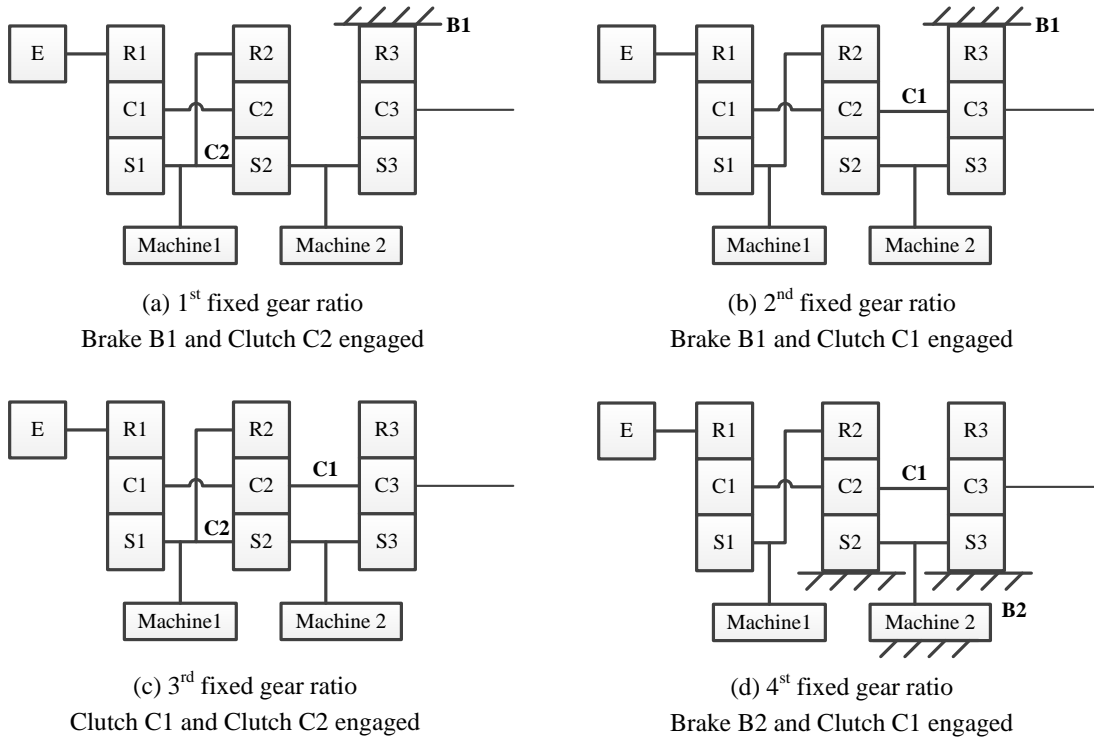 B1
E R1 R2 R3
C1 C2 C3
C2
S1 S2 S3
Machine1 Machine 2
(a) 1st fixed gear ratio
Brake B1 and Clutch C2 engaged
B1
E R1 R2 R3
C1
C1 C2 C3
S1 S2 S3
Machine1 Machine 2
(b) 2nd fixed gear ratio
Brake B1 and Clutch C1 engaged
E R1 R2 R3
C1
C1 C2 C3
C2
S1 S2 S3
Machine1 Machine 2
(c) 3rd fixed gear ratio
Clutch C1 and Clutch C2 engaged
E R1 R2 R3
C1
C1 C2 C3
S1 S2 S3
B2
Machine1 Machine 2
(d) 4st fixed gear ratio
Brake B2 and Clutch C1 engaged